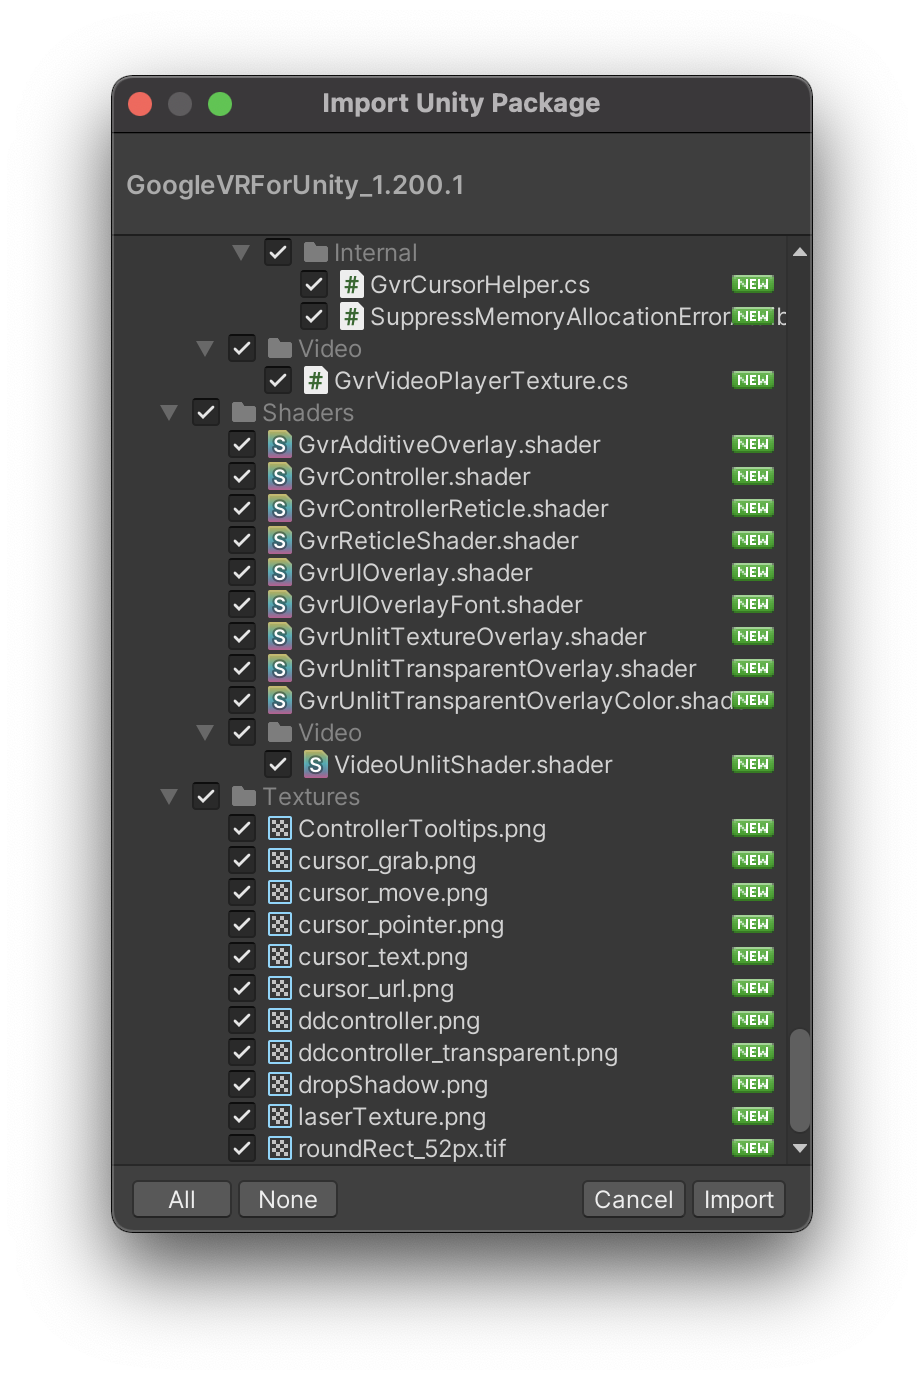 Import Unity Package
GoogleVRForUnity_1.200.1
Internal
GvrCursorHelper.cs NEW
SuppressMemoryAllocationError. NEW
Video
GvrVideoPlayerTexture.cs NEW
Shaders
GvrAdditiveOverlay.shader NEW
GvrController.shader NEW
GvrControllerReticle.shader NEW
GvrReticleShader.shader NEW
GvrUIOverlay.shader NEW
GvrUIOverlayFont.shader NEW
GvrUnlitTextureOverlay.shader NEW
GvrUnlitTransparentOverlay.shader NEW
GvrUnlitTransparentOverlayColor.shad NEW
Video
VideoUnlitShader.shader NEW
Textures
ControllerTooltips.png NEW
cursor_grab.png NEW
cursor_move.png NEW
cursor_pointer.png NEW
cursor_text.png NEW
cursor_url.png NEW
ddcontroller.png NEW
ddcontroller_transparent.png NEW
dropShadow.png NEW
laserTexture.png NEW
roundRect_52px.tif NEW
All None Cancel Import